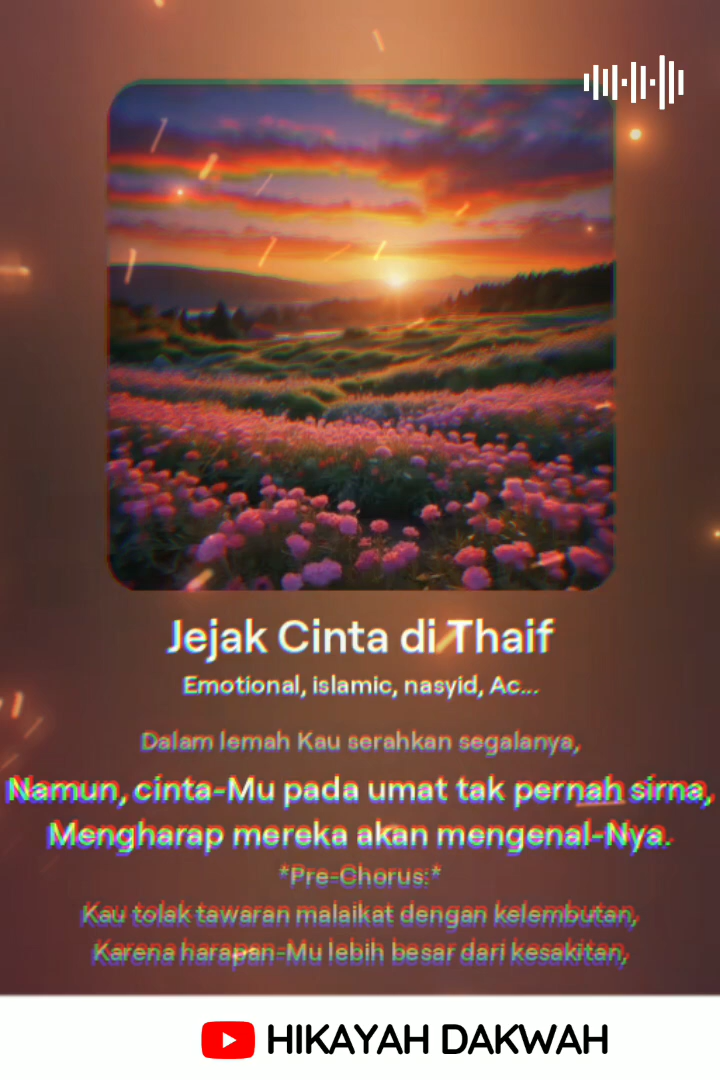 Jejak Cinta di Thaif
Emotional, islamic, nasyid, Ac...
Dalam lemah Kau serahkan segalanya,
Namun, cinta-Mu pada umat tak pernah sirna,
Mengharap mereka akan mengenal-Nya.
*Pre-Chorus:*
Kau tolak tawaran malaikat dengan kelembutan,
Karena harapan-Mu lebih besar dari kesakitan,
HIKAYAH DAKWAH